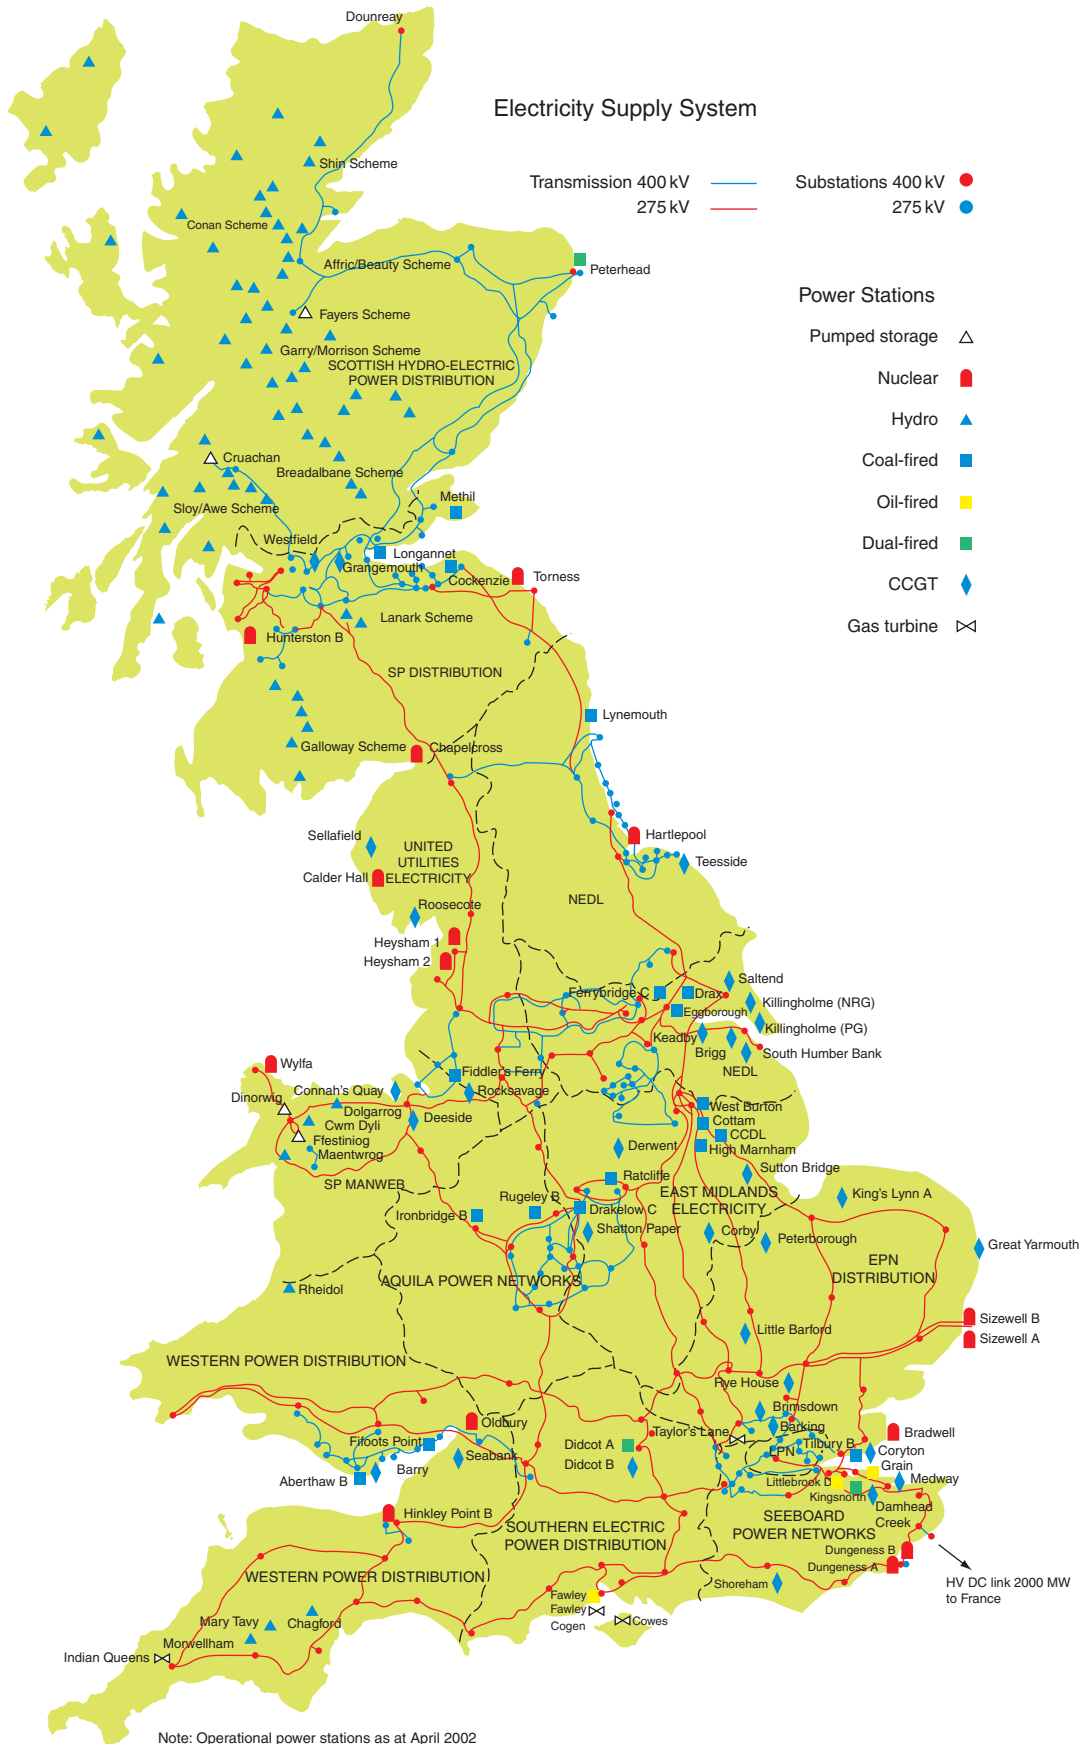 Dounreay
Electricity Supply System
Transmission 400 kV
275 kV
Substations 400 kV
275 kV
Power Stations
Pumped storage
Nuclear
Hydro
Coal-fired
Oil-fired
Dual-fired
CCGT
Gas turbine
Shin Scheme
Conan Scheme
Affric/Beauty Scheme
Peterhead
Fayers Scheme
Garry/Morrison Scheme
SCOTTISH HYDRO-ELECTRIC
POWER DISTRIBUTION
Cruachan
Breadalbane Scheme
Sloy/Awe Scheme
Methil
Westfield
Longannet
Grangemouth
Cockenzie
Torness
Lanark Scheme
Hunterston B
SP DISTRIBUTION
Lynemouth
Galloway Scheme
Chapelcross
Sellafield
UNITED
UTILITIES
ELECTRICITY
Calder Hall
Hartlepool
Teesside
Roosecote
NEDL
Heysham 1
Heysham 2
Ferrybridge C
Drax
Eggborough
Saltend
Killingholme (NRG)
Killingholme (PG)
Keadby
Brigg
South Humber Bank
NEDL
Wylfa
Dinorwig
Connah's Quay
Fiddler's Ferry
Rocksavage
Dolgarrog
Cwm Dyli
Ffestiniog
Maentwrog
Deeside
SP MANWEB
West Burton
Cottam
CCDL
High Marnham
Derwent
Ratcliffe
Sutton Bridge
EAST MIDLANDS
ELECTRICITY
King's Lynn A
Rugeley B
Ironbridge B
Drakelow C
Shatton Paper
Corby
Peterborough
Great Yarmouth
EPN
DISTRIBUTION
AQUILA POWER NETWORKS
Rheidol
Little Barford
Sizewell B
Sizewell A
WESTERN POWER DISTRIBUTION
Rye House
Brimsdown
Barking
Taylor's Lane
LPN
Tilbury B
Bradwell
Coryton
Grain
Medway
Littlebrook D
Kingsnorth
Damhead
Creek
Oldbury
Fifoots Point
Seabank
Barry
Aberthaw B
Didcot A
Didcot B
Hinkley Point B
SOUTHERN ELECTRIC
POWER DISTRIBUTION
SEEBOARD
POWER NETWORKS
Dungeness B
Dungeness A
HV DC link 2000 MW
to France
WESTERN POWER DISTRIBUTION
Shoreham
Fawley
Fawley
Cogen
Cowes
Mary Tavy
Chagford
Morwellham
Indian Queens
Note: Operational power stations as at April 2002